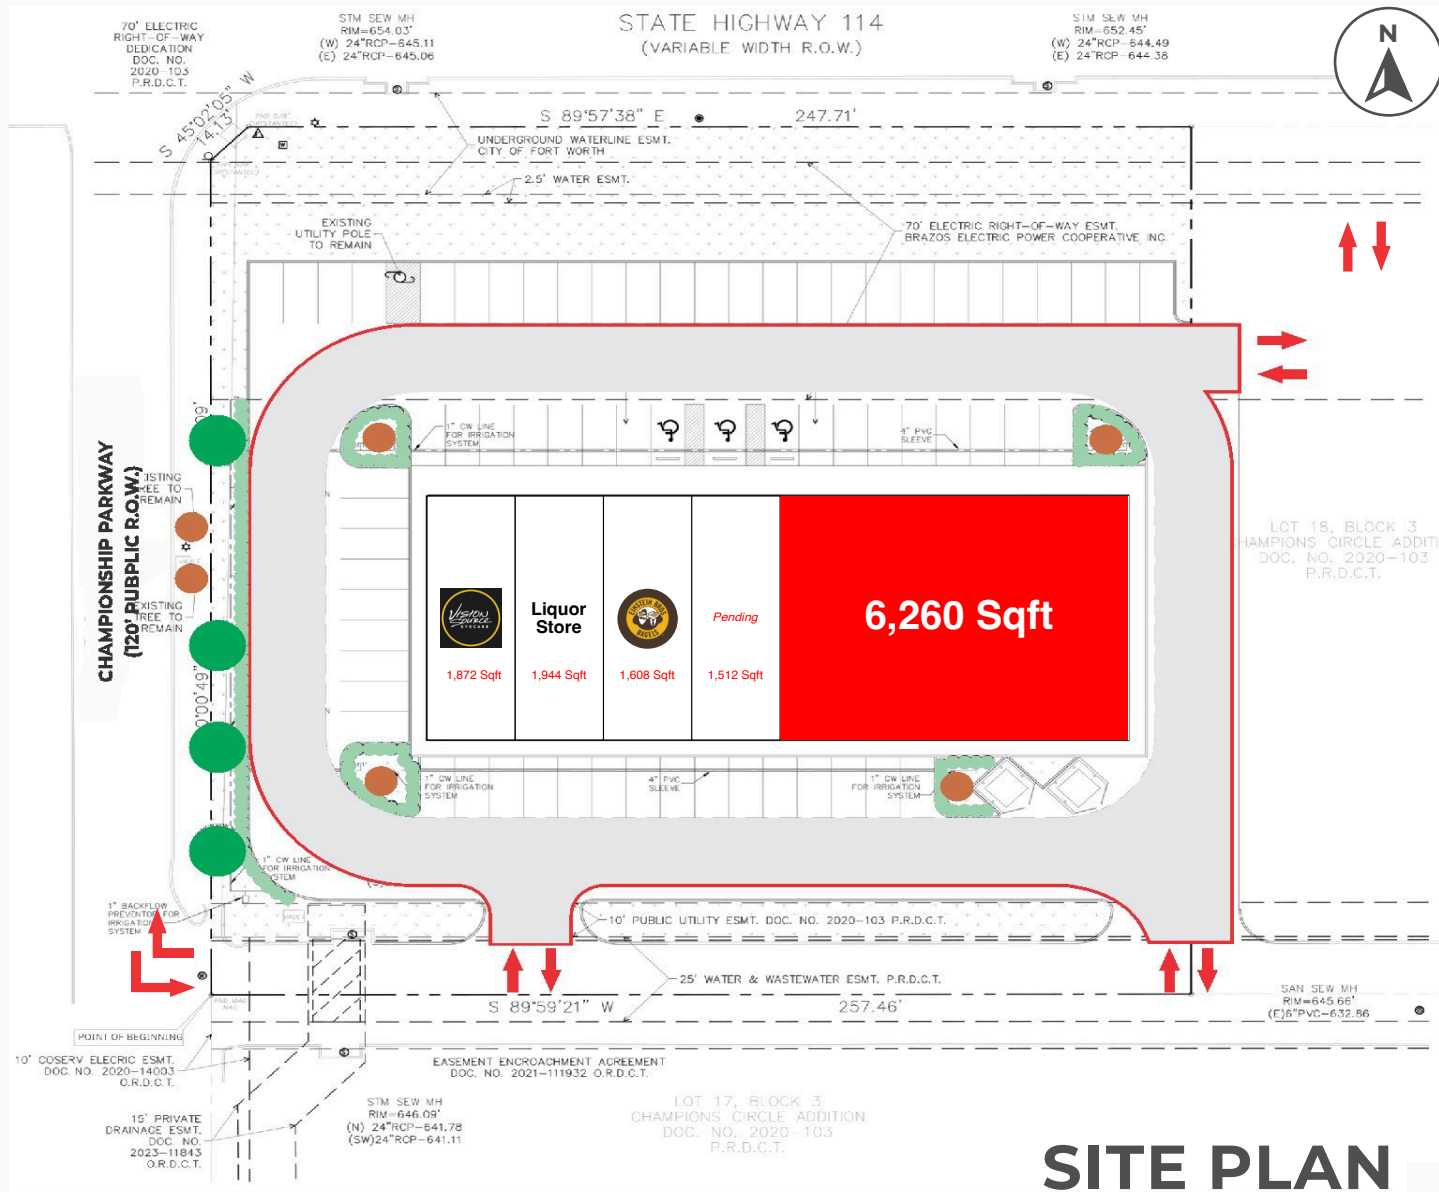 70' ELECTRIC
RIGHT-OF-WAY
DEDICATION
DOC. NO.
2020-103
P.R.D.C.T.
STM SEW MH
RIM=654.03'
(W) 24"RCP-645.11
(E) 24"RCP-645.06
STATE HIGHWAY 114
(VARIABLE WIDTH R.O.W.)
STM SEW MH
RIM=652.45'
(W) 24"RCP-644.49
(E) 24"RCP-644.38
N
S 45°02'05" W
14.13'
S 89°57'38" E
247.71'
UNDERGROUND WATERLINE ESMT.
CITY OF FORT WORTH
2.5' WATER ESMT.
EXISTING
UTILITY POLE
TO REMAIN
70' ELECTRIC RIGHT-OF-WAY ESMT.
BRAZOS ELECTRIC POWER COOPERATIVE INC.
1" CW LINE
FOR IRRIGATION
SYSTEM
4" PVC
SLEEVE
CHAMPIONSHIP PARKWAY
(120' PUBPLIC R.O.W.)
EXISTING
TREE TO
REMAIN
EXISTING
TREE TO
REMAIN
VISION
Source
EYECARE
1,872 Sqft
Liquor
Store
1,944 Sqft
EINSTEIN BROS
BAGELS
1,608 Sqft
Pending
1,512 Sqft
6,260 Sqft
LOT 18, BLOCK 3
CHAMPIONS CIRCLE ADDITI
DOC. NO. 2020-103
P.R.D.C.T.
1" CW LINE
FOR IRRIGATION
SYSTEM
4" PVC
SLEEVE
1" CW LINE
FOR IRRIGATION
SYSTEM
1" CW LINE
FOR IRRIGATION
SYSTEM
1" BACKFLOW
PREVENTOR FOR
IRRIGATION
SYSTEM
10' PUBLIC UTILITY ESMT. DOC. NO. 2020-103 P.R.D.C.T.
25' WATER & WASTEWATER ESMT. P.R.D.C.T.
S 89°59'21" W
257.46'
SAN SEW MH
RIM=645.66'
(E)6"PVC-632.86
POINT OF BEGINNING
10' COSERV ELECRIC ESMT.
DOC. NO. 2020-14003
O.R.D.C.T.
EASEMENT ENCROACHMENT AGREEMENT
DOC. NO. 2021-111932 O.R.D.C.T.
15' PRIVATE
DRAINAGE ESMT.
DOC. NO.
2023-11843
O.R.D.C.T.
STM SEW MH
RIM=646.09'
(N) 24"RCP-641.78
(SW)24"RCP-641.11
LOT 17, BLOCK 3
CHAMPIONS CIRCLE ADDITION
DOC. NO. 2020-103
P.R.D.C.T.
SITE PLAN